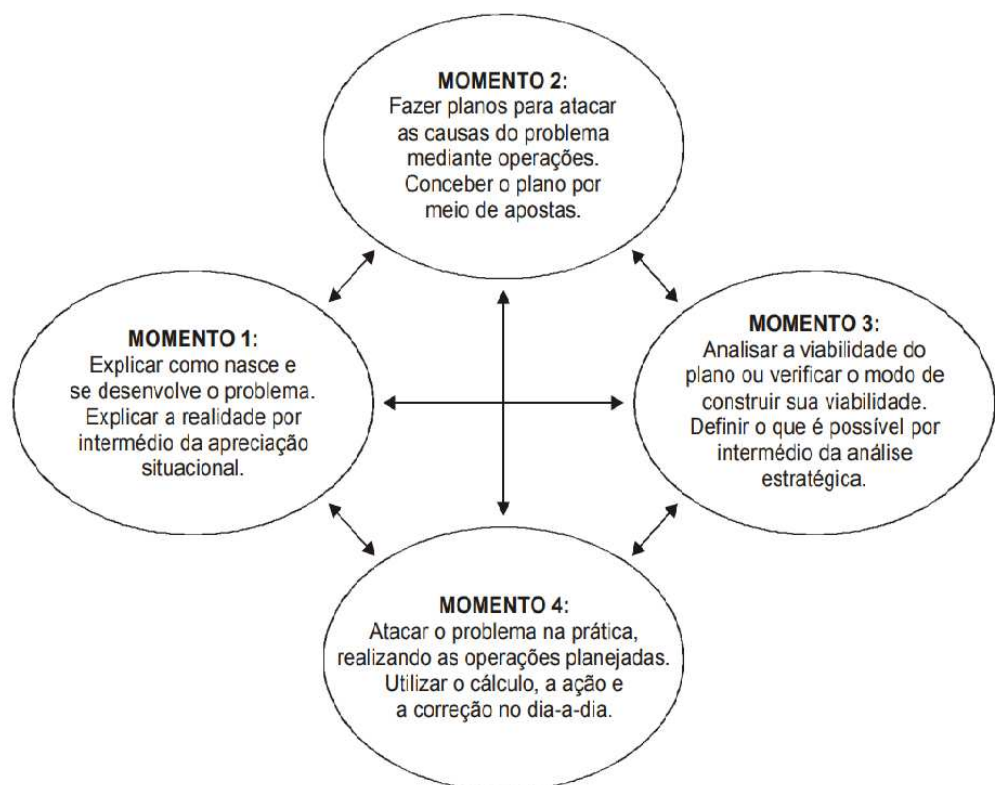 MOMENTO 2:
Fazer planos para atacar
as causas do problema
mediante operações.
Conceber o plano por
meio de apostas.
MOMENTO 1:
Explicar como nasce e
se desenvolve o problema.
Explicar a realidade por
intermédio da apreciação
situacional.
MOMENTO 3:
Analisar a viabilidade do
plano ou verificar o modo de
construir sua viabilidade.
Definir o que é possível por
intermédio da análise
estratégica.
MOMENTO 4:
Atacar o problema na prática,
realizando as operações planejadas.
Utilizar o cálculo, a ação e
a correção no dia-a-dia.